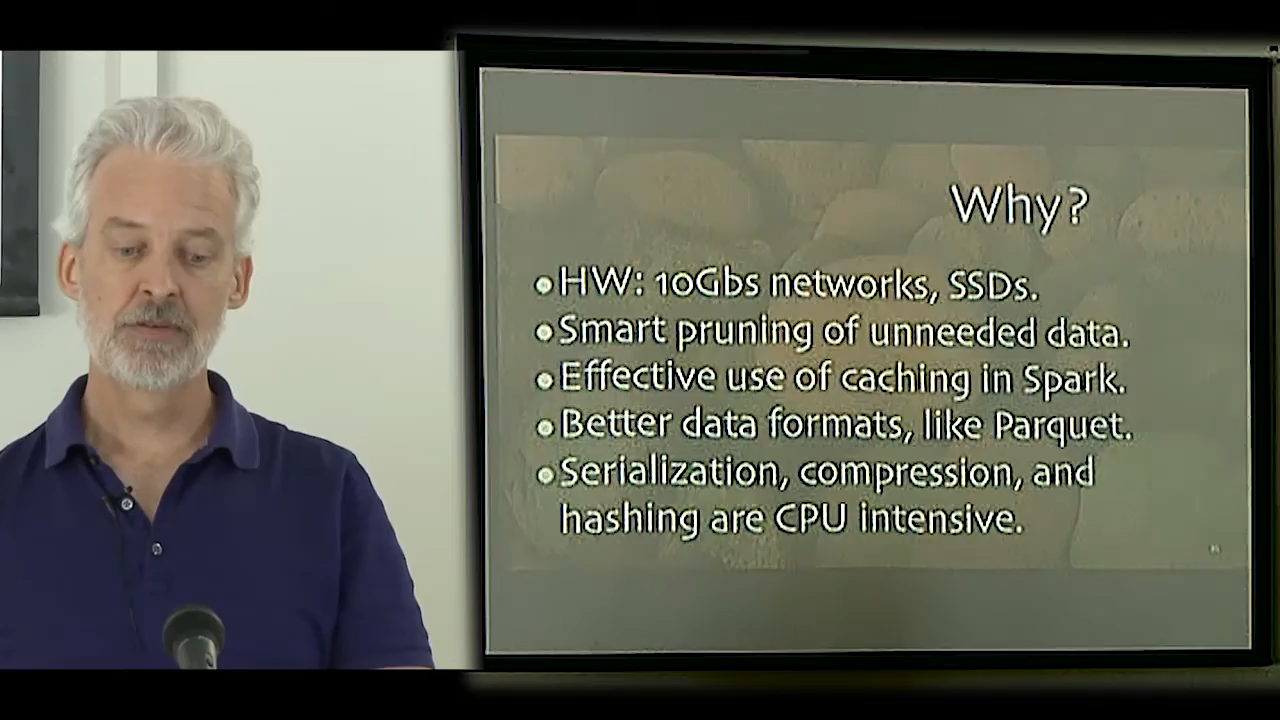 Why?
•HW: 10Gbs networks, SSDs.
•Smart pruning of unneeded data.
•Effective use of caching in Spark.
•Better data formats, like Parquet.
•Serialization, compression, and
hashing are CPU intensive.